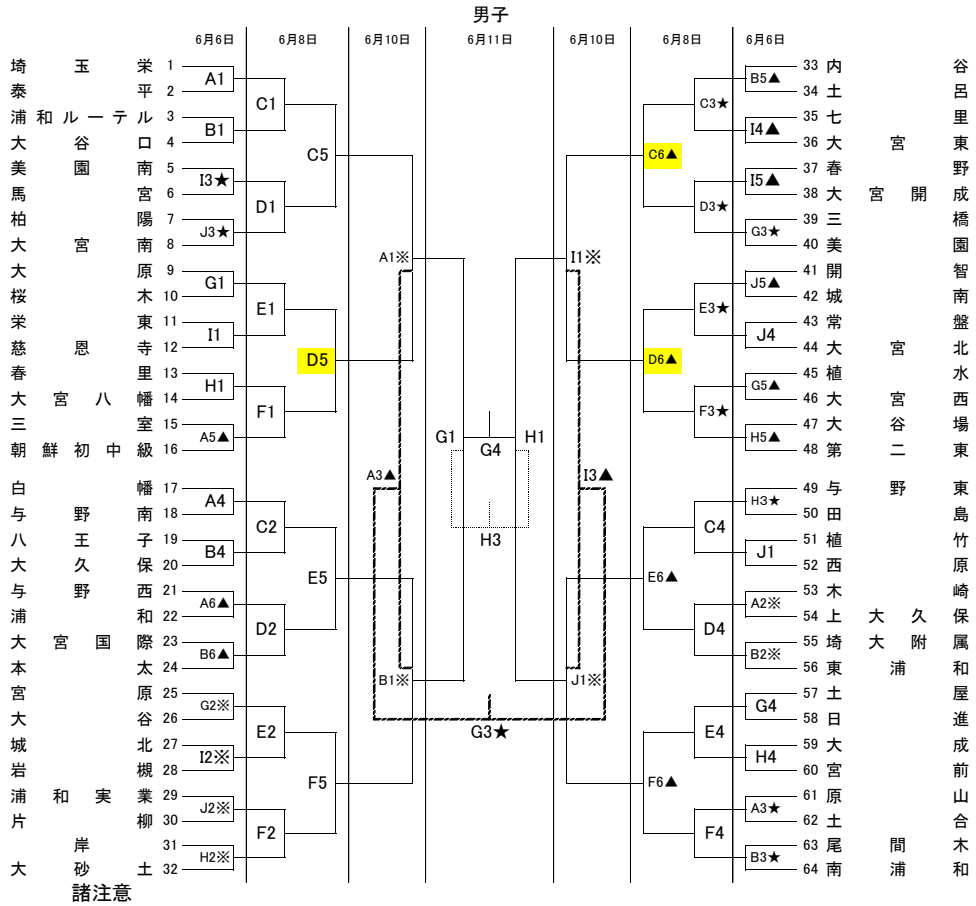 男子
6月6日 6月8日 6月10日 6月11日 6月10日 6月8日 6月6日
埼玉栄 1 A1 B5▲ 33 内谷
泰平 2 34 土呂
C1 C3★
浦和ルーテル 3 B1 I4▲ 35 七里
大谷口 4 36 大宮東
C5 C6▲
美園南 5 I3★ I5▲ 37 春野
馬宮 6 38 大宮開成
D1 D3★
柏陽 7 J3★ G3★ 39 三橋
大宮南 8 40 美園
A1※ I1※
大原 9 G1 J5▲ 41 開智
桜木 10 42 城南
E1 E3★
栄東 11 I1 J4 43 常盤
慈恩寺 12 44 大宮北
D5 D6▲
春里 13 H1 G5▲ 45 植水
大宮八幡 14 46 大宮西
F1 F3★
三室 15 A5▲ H5▲ 47 大谷場
朝鮮初中級 16 48 第二東
G1 G4 H1
A3▲ I3▲
白幡 17 A4 H3★ 49 与野東
与野南 18 50 田島
C2 C4
H3
八王子 19 B4 J1 51 植竹
大久保 20 52 西原
E5 E6▲
与野西 21 A6▲ A2※ 53 木崎
浦和 22 54 上大久保
D2 D4
大宮国際 23 B6▲ B2※ 55 埼大附属
本太 24 56 東浦和
B1※ J1※
宮原 25 G2※ G4 57 土屋
大谷 26 58 日進
E2 G3★ E4
城北 27 I2※ H4 59 大成
岩槻 28 60 宮前
F5 F6▲
浦和実業 29 J2※ A3★ 61 原山
片柳 30 62 土合
F2 F4
岸 31 H2※ B3★ 63 尾間木
大砂土 32 64 南浦和
諸注意